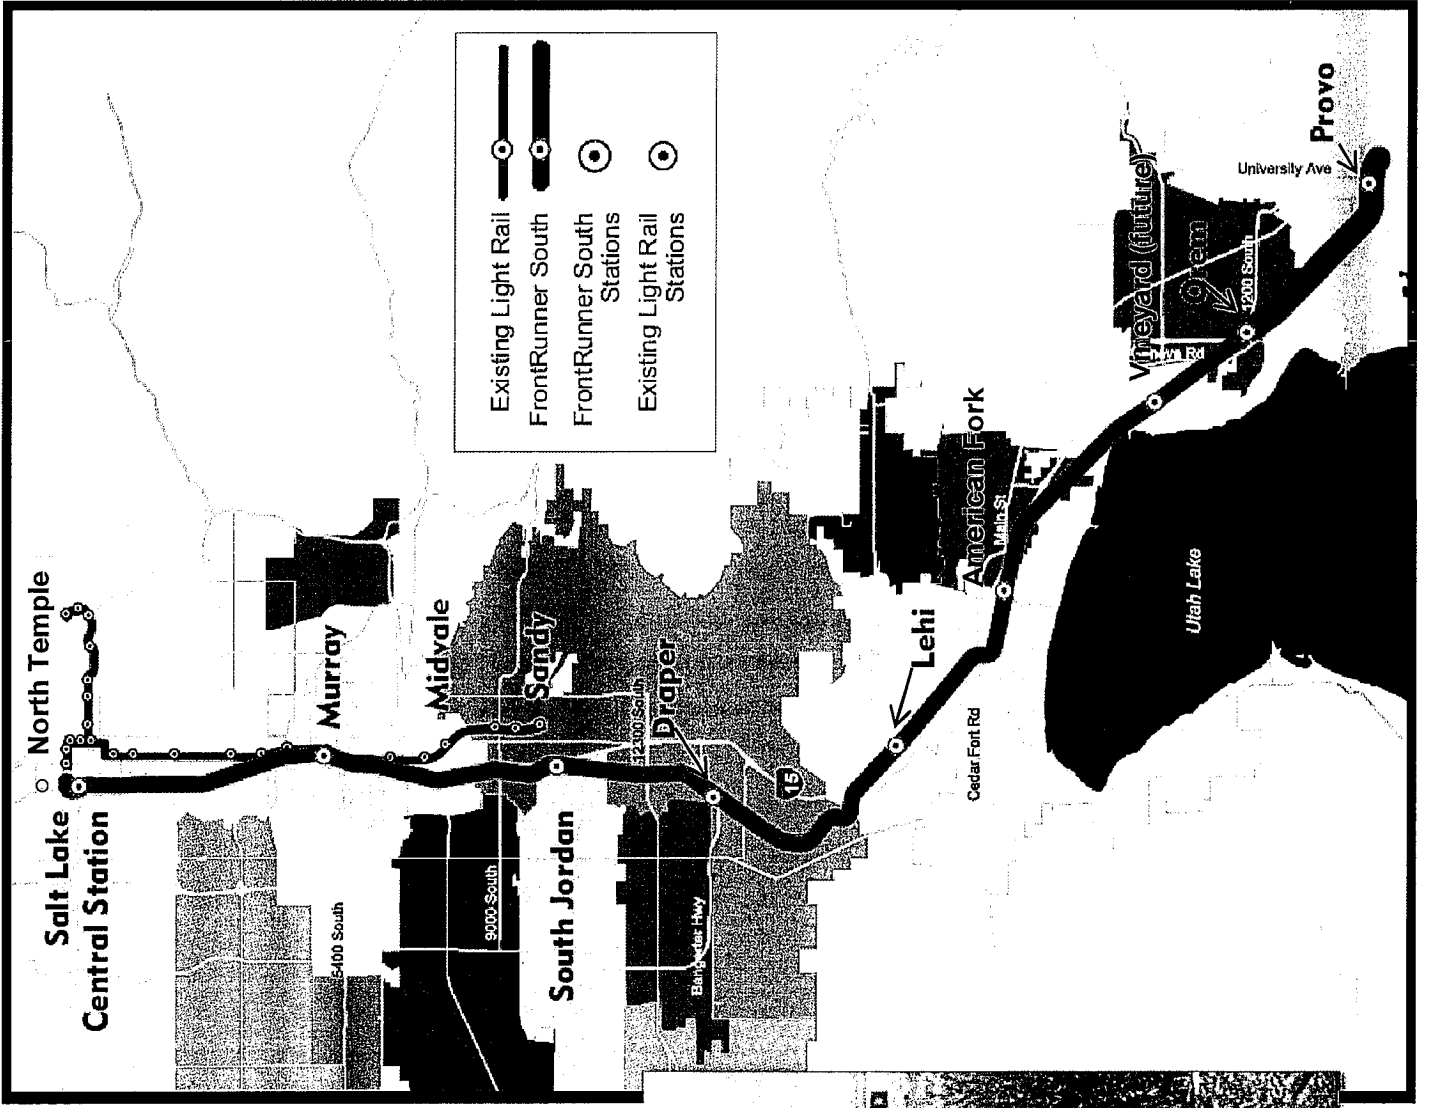 North Temple
Salt Lake
Central Station
Murray
Midvale
Sandy
Draper
South Jordan
Lehi
American Fork
Vineyard (future)
Orem
Provo
Existing Light Rail
FrontRunner South
FrontRunner South
Stations
Existing Light Rail
Stations
5400 South
9000 South
12300 South
Bangerter Hwy
15
Cedar Fort Rd
Main St
Utah Lake
Geneva Rd
1200 South
University Ave